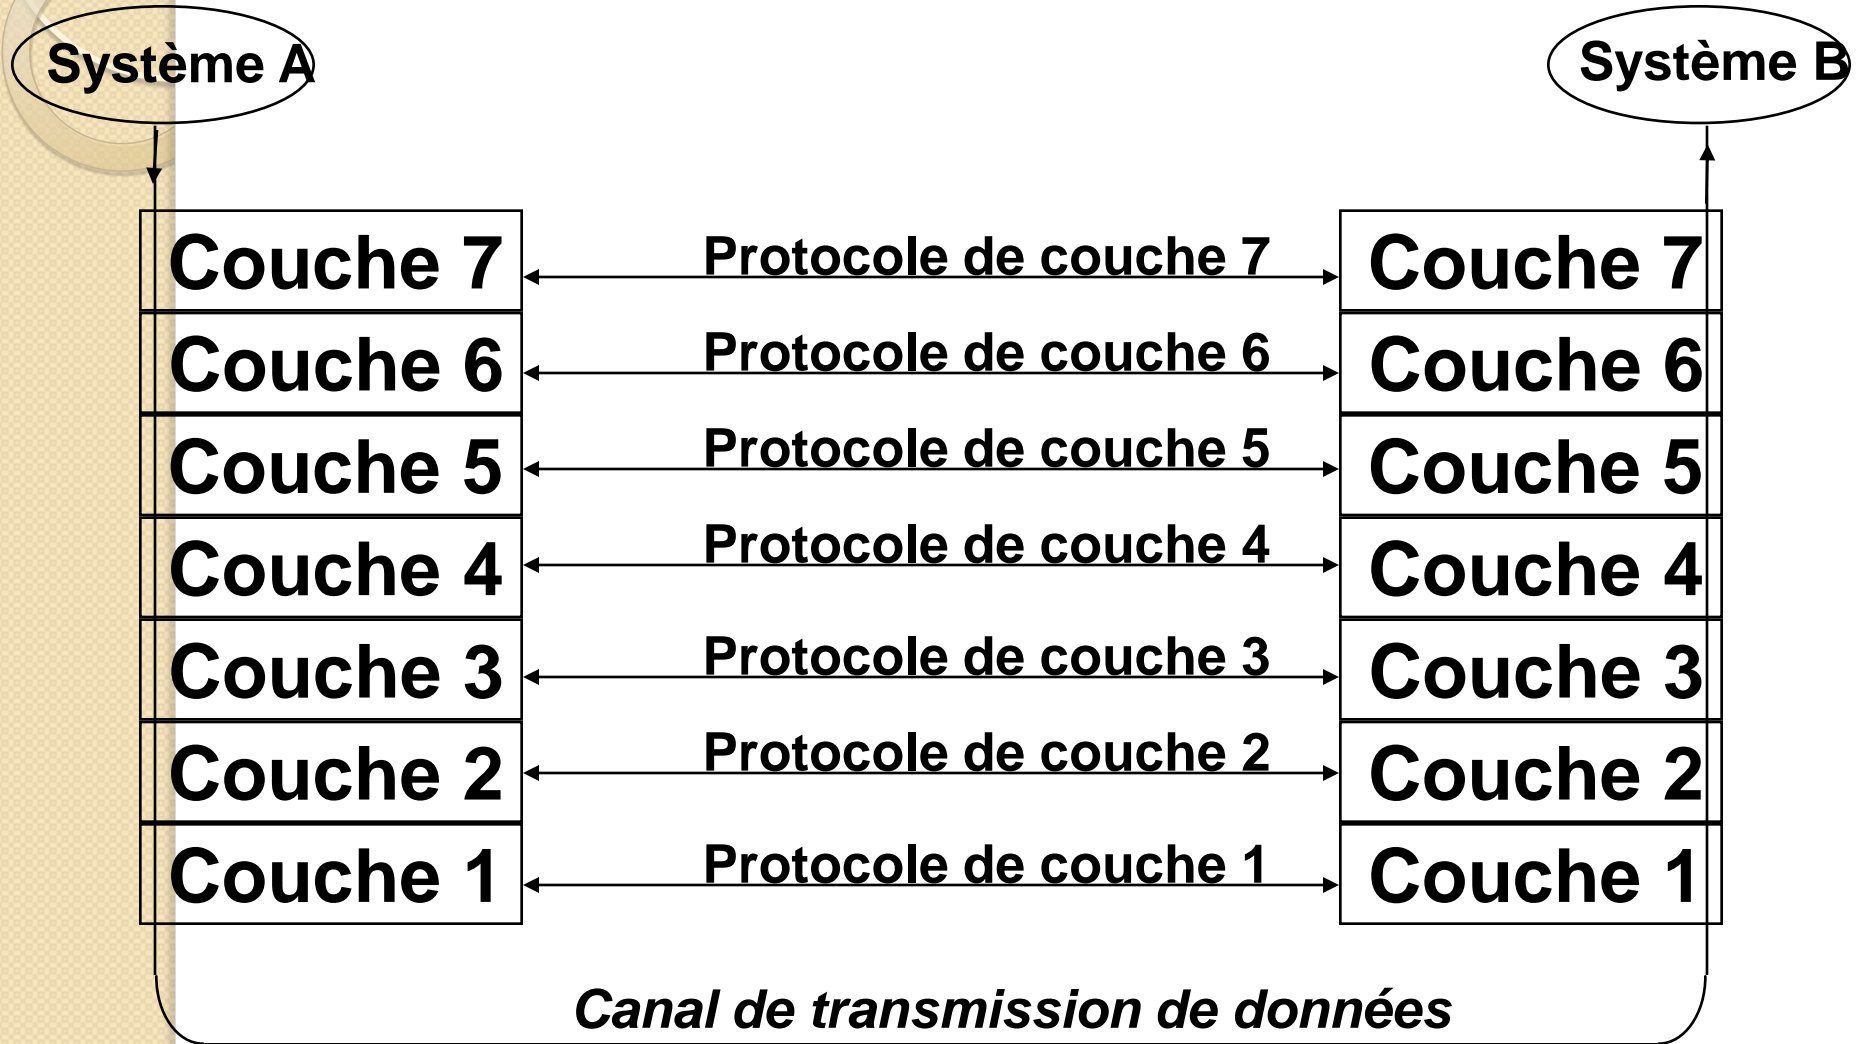 Système A
Système B
Couche 7
Protocole de couche 7
Couche 7
Couche 6
Protocole de couche 6
Couche 6
Couche 5
Protocole de couche 5
Couche 5
Couche 4
Protocole de couche 4
Couche 4
Couche 3
Protocole de couche 3
Couche 3
Couche 2
Protocole de couche 2
Couche 2
Couche 1
Protocole de couche 1
Couche 1
Canal de transmission de données